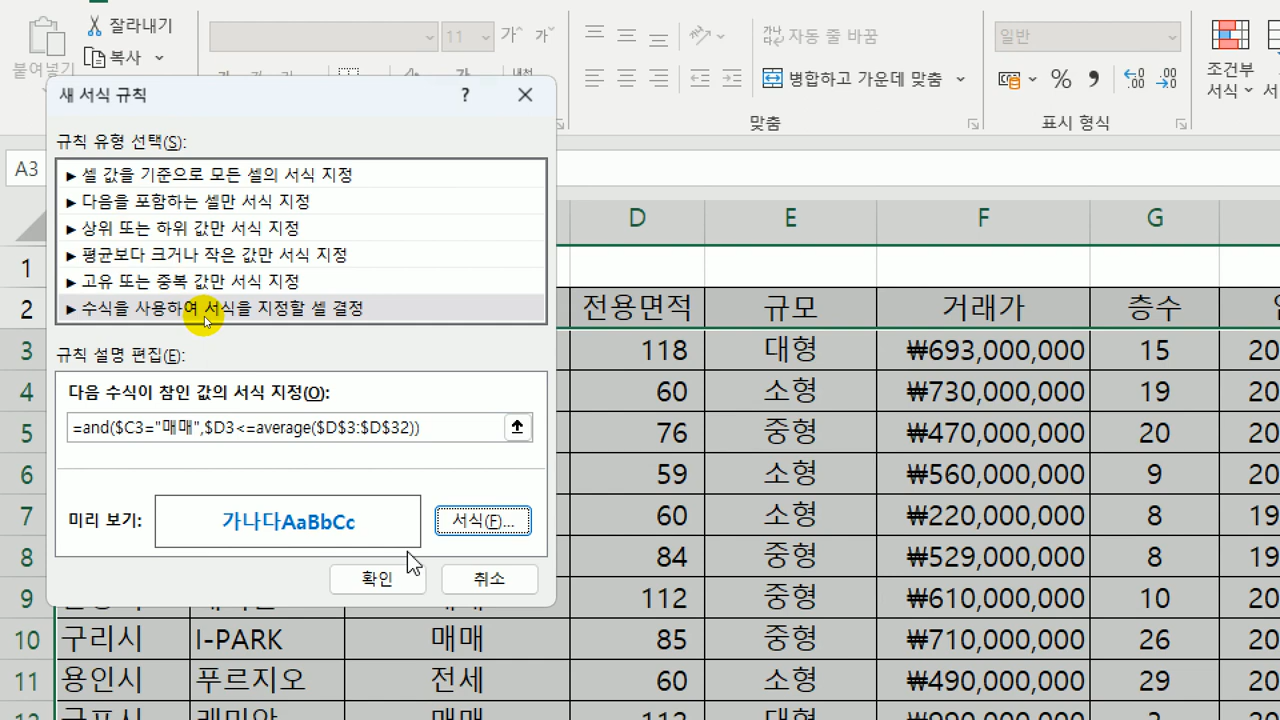 잘라내기
붙여넣기
복사
11
가
가
가나 자동 줄 바꿈
병합하고 가운데 맞춤
맞춤
일반
%
표시 형식
조건부
서식
A3
새 서식 규칙
?
규칙 유형 선택(S):
▶ 셀 값을 기준으로 모든 셀의 서식 지정
▶ 다음을 포함하는 셀만 서식 지정
▶ 상위 또는 하위 값만 서식 지정
▶ 평균보다 크거나 작은 값만 서식 지정
▶ 고유 또는 중복 값만 서식 지정
▶ 수식을 사용하여 서식을 지정할 셀 결정
규칙 설명 편집(E):
다음 수식이 참인 값의 서식 지정(O):
=and($C3="매매",$D3<=average($D$3:$D$32))
미리 보기:
가나다AaBbCc
서식(F)...
확인
취소
D E F G
1
2 전용면적 규모 거래가 층수
3 118 대형 ₩693,000,000 15 20
4 60 소형 ₩730,000,000 19 20
5 76 중형 ₩470,000,000 20 20
6 59 소형 ₩560,000,000 9 20
7 60 소형 ₩220,000,000 8 19
8 84 중형 ₩529,000,000 8 19
9 112 중형 ₩610,000,000 10 20
10 구리시 I-PARK 매매 85 중형 ₩710,000,000 26 20
11 용인시 푸르지오 전세 60 소형 ₩490,000,000 29 20